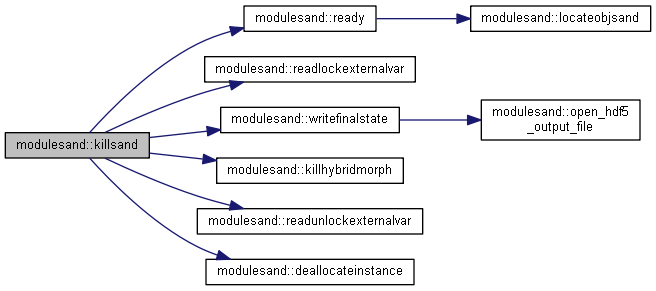 modulesand::killsand
modulesand::ready
modulesand::locateobjsand
modulesand::readlockexternalvar
modulesand::writefinalstate
modulesand::open_hdf5
_output_file
modulesand::killhybridmorph
modulesand::readunlockexternalvar
modulesand::deallocateinstance